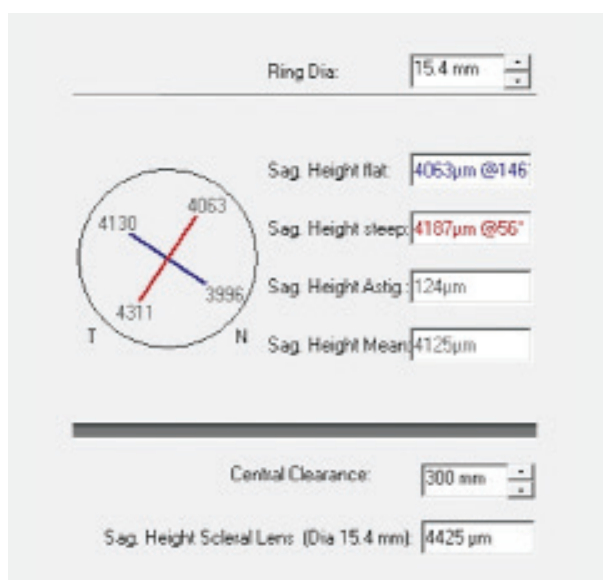 Ring Dia: 15.4 mm
Sag. Height flat: 4063µm @146°
4063
4130
Sag. Height steep: 4187µm @56°
3996
Sag. Height Astig : 124µm
4311
T
N
Sag. Height Mean: 4125µm
Central Clearance: 300 mm
Sag. Height Scleral Lens (Dia 15.4 mm): 4425 µm